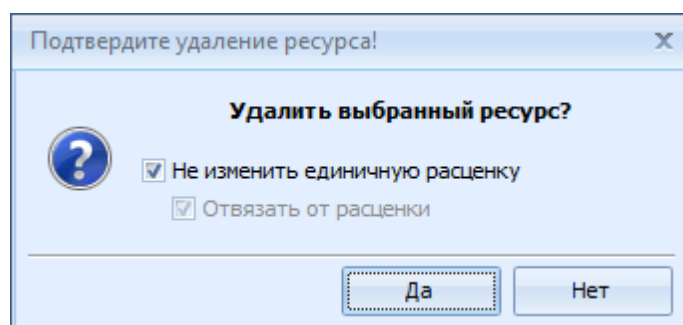 Подтвердите удаление ресурса!
Удалить выбранный ресурс?
Не изменить единичную расценку
Отвязать от расценки
Да Нет